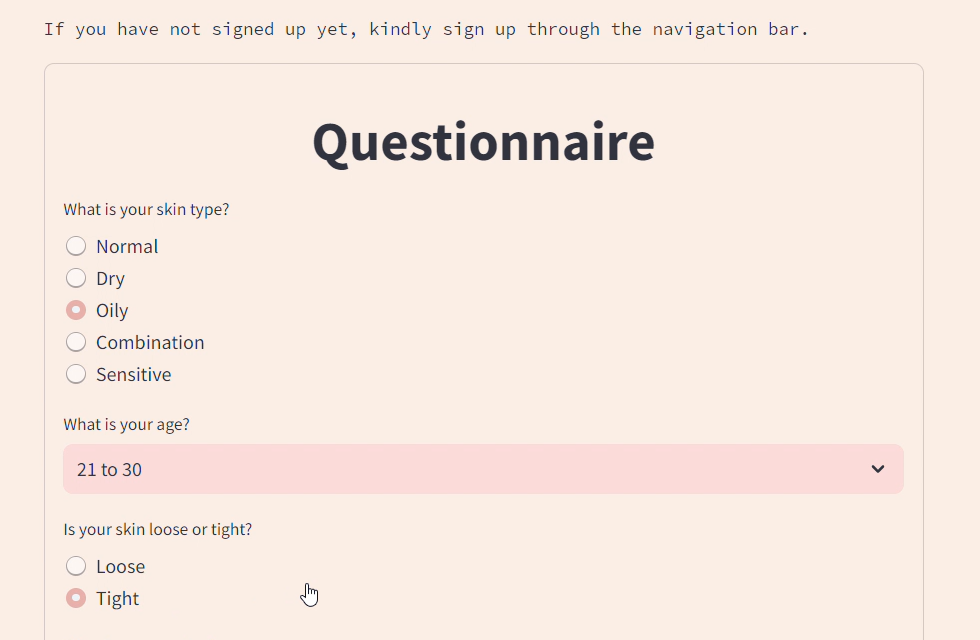 If you have not signed up yet, kindly sign up through the navigation bar.
Questionnaire
What is your skin type?
Normal
Dry
Oily
Combination
Sensitive
What is your age?
21 to 30
Is your skin loose or tight?
Loose
Tight